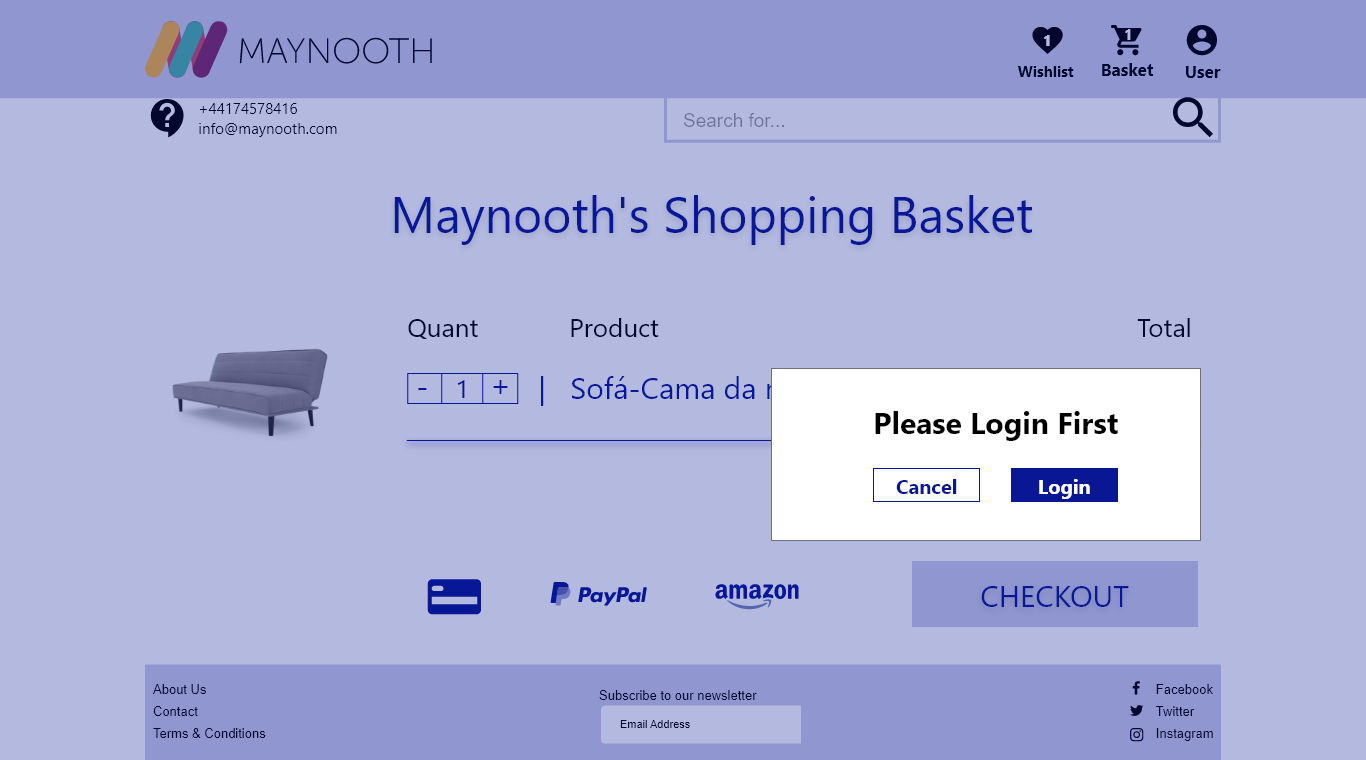 MAYNOOTH
1
Wishlist
1
Basket
User
+44174578416
info@maynooth.com
Search for...
Maynooth's Shopping Basket
Quant Product Total
- 1 + | Sofá-Cama da
Please Login First
Cancel Login
PayPal amazon CHECKOUT
About Us
Contact
Terms & Conditions
Subscribe to our newsletter
Email Address
Facebook
Twitter
Instagram